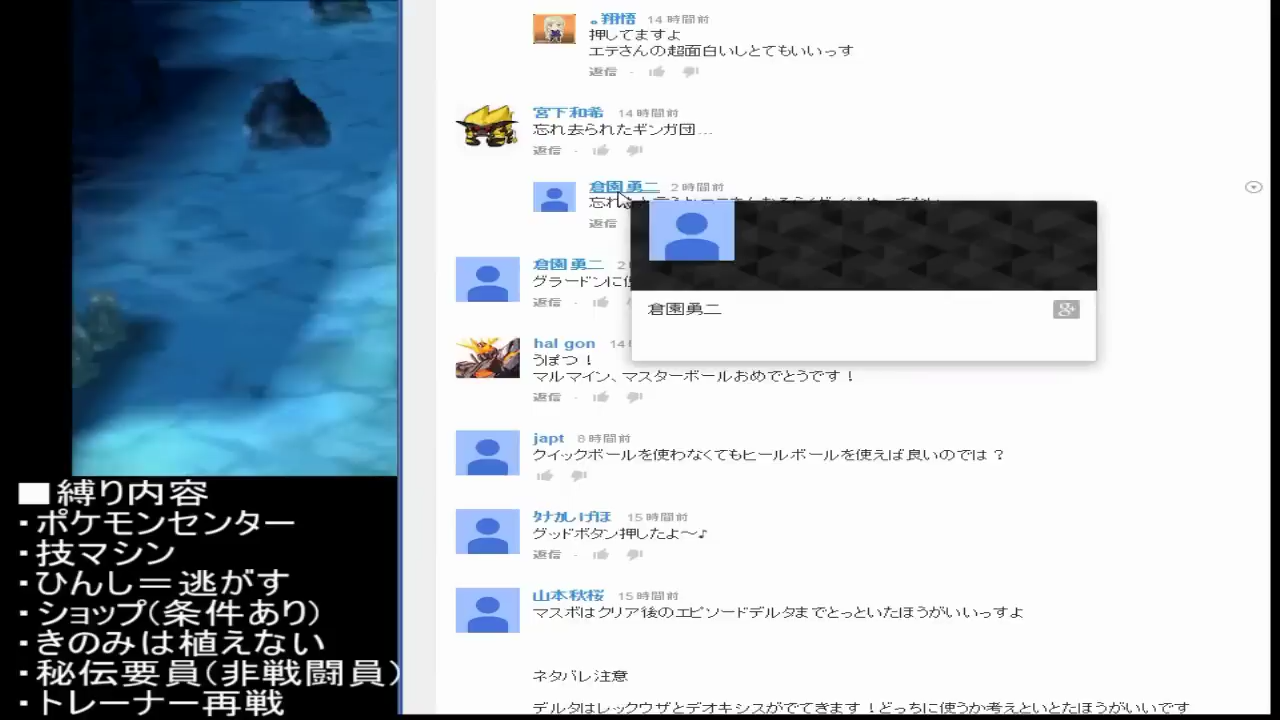 。翔悟 14 時間前
押してますよ
エテさんの超面白いしとてもいいっす
返信 ·
宮下和希 14 時間前
忘れ去られたギンガ団...
返信 ·
倉園勇二 2 時間前
忘れ
返信
倉園勇二 2
グラードンに使
返信 ·
倉園勇二
hal gon 14
うぽつ！
マルマイン、マスターボールおめでとうです！
返信 ·
japt 8 時間前
クイックボールを使わなくてもヒールボールを使えば良いのでは？
15 時間前
グッドボタン押したよ～♪
返信 ·
山本秋桜 15 時間前
マスボはクリア後のエピソードデルタまでとっといたほうがいいっすよ
ネタバレ注意
デルタはレックウザとデオキシスがでてきます！どっちに使うか考えといとたほうがいいです
■縛り内容
・ポケモンセンター
・技マシン
・ひんし＝逃がす
・ショップ(条件あり)
・きのみは植えない
・秘伝要員(非戦闘員)
・トレーナー再戦